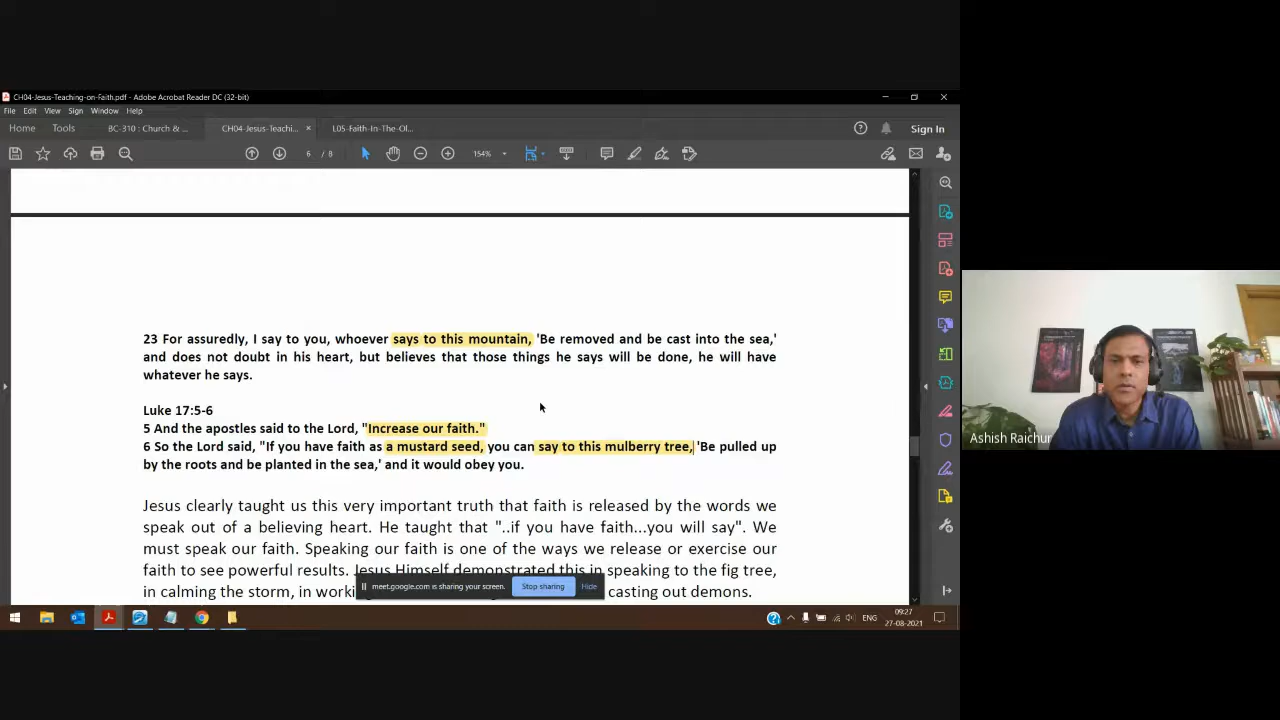 CH04-Jesus-Teaching-on-Faith.pdf - Adobe Acrobat Reader DC (32-bit)
File Edit View Sign Window Help
Home Tools BC-310 : Church & ... CH04-Jesus-Teachi... × L05-Faith-In-The Ol... Sign In
6 / 8 154%
23 For assuredly, I say to you, whoever says to this mountain, 'Be removed and be cast into the sea,'
and does not doubt in his heart, but believes that those things he says will be done, he will have
whatever he says.
Luke 17:5-6
5 And the apostles said to the Lord, "Increase our faith."
6 So the Lord said, "If you have faith as a mustard seed, you can say to this mulberry tree, 'Be pulled up
by the roots and be planted in the sea,' and it would obey you.
Jesus clearly taught us this very important truth that faith is released by the words we
speak out of a believing heart. He taught that "..if you have faith...you will say". We
must speak our faith. Speaking our faith is one of the ways we release or exercise our
faith to see powerful results. Jesus Himself demonstrated this in speaking to the fig tree,
in calming the storm, in casting out demons.
meet.google.com is sharing your screen. Stop sharing Hide
Ashish Raichur
ENG
09:27
27-08-2021